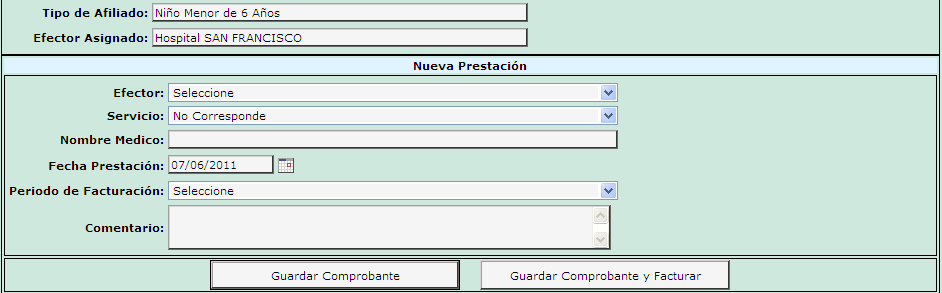 Tipo de Afiliado: Niño Menor de 6 Años
Efector Asignado: Hospital SAN FRANCISCO
Nueva Prestación
Efector: Seleccione
Servicio: No Corresponde
Nombre Medico:
Fecha Prestación: 07/06/2011
Periodo de Facturación: Seleccione
Comentario:
Guardar Comprobante Guardar Comprobante y Facturar